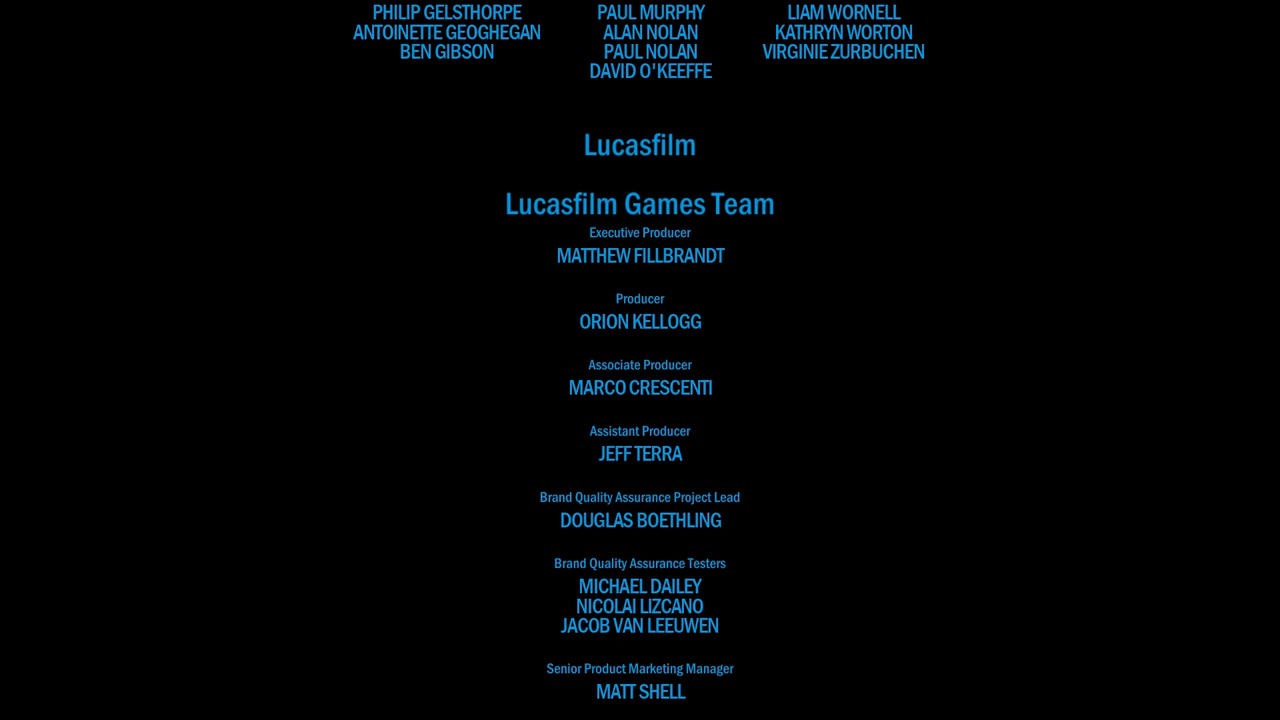 PHILIP GELSTHORPE PAUL MURPHY LIAM WORNELL
ANTOINETTE GEOGHEGAN ALAN NOLAN KATHRYN WORTON
BEN GIBSON PAUL NOLAN VIRGINIE ZURBUCHEN
DAVID O'KEEFFE
Lucasfilm
Lucasfilm Games Team
Executive Producer
MATTHEW FILLBRANDT
Producer
ORION KELLOGG
Associate Producer
MARCO CRESCENTI
Assistant Producer
JEFF TERRA
Brand Quality Assurance Project Lead
DOUGLAS BOETHLING
Brand Quality Assurance Testers
MICHAEL DAILEY
NICOLAI LIZCANO
JACOB VAN LEEUWEN
Senior Product Marketing Manager
MATT SHELL